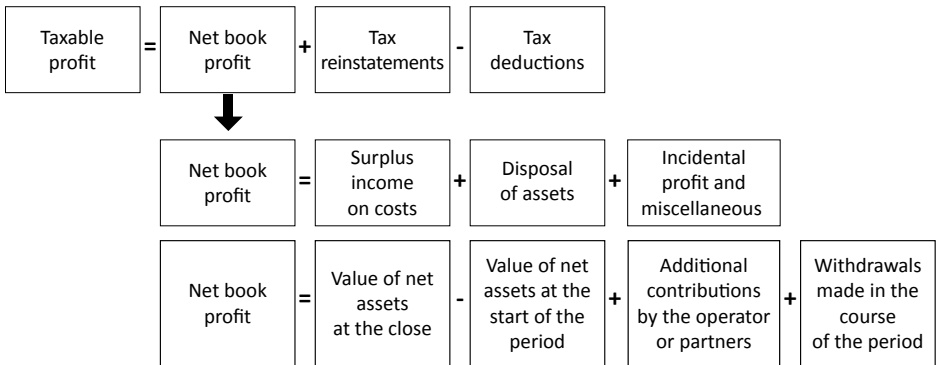 Taxable
profit
=
Net book
profit
+
Tax
reinstatements
-
Tax
deductions
Net book
profit
=
Surplus
income
on costs
+
Disposal
of assets
+
Incidental
profit and
miscellaneous
Net book
profit
=
Value of net
assets
at the close
-
Value of net
assets at the
start of the
period
+
Additional
contributions
by the operator
or partners
+
Withdrawals
made in the
course
of the period